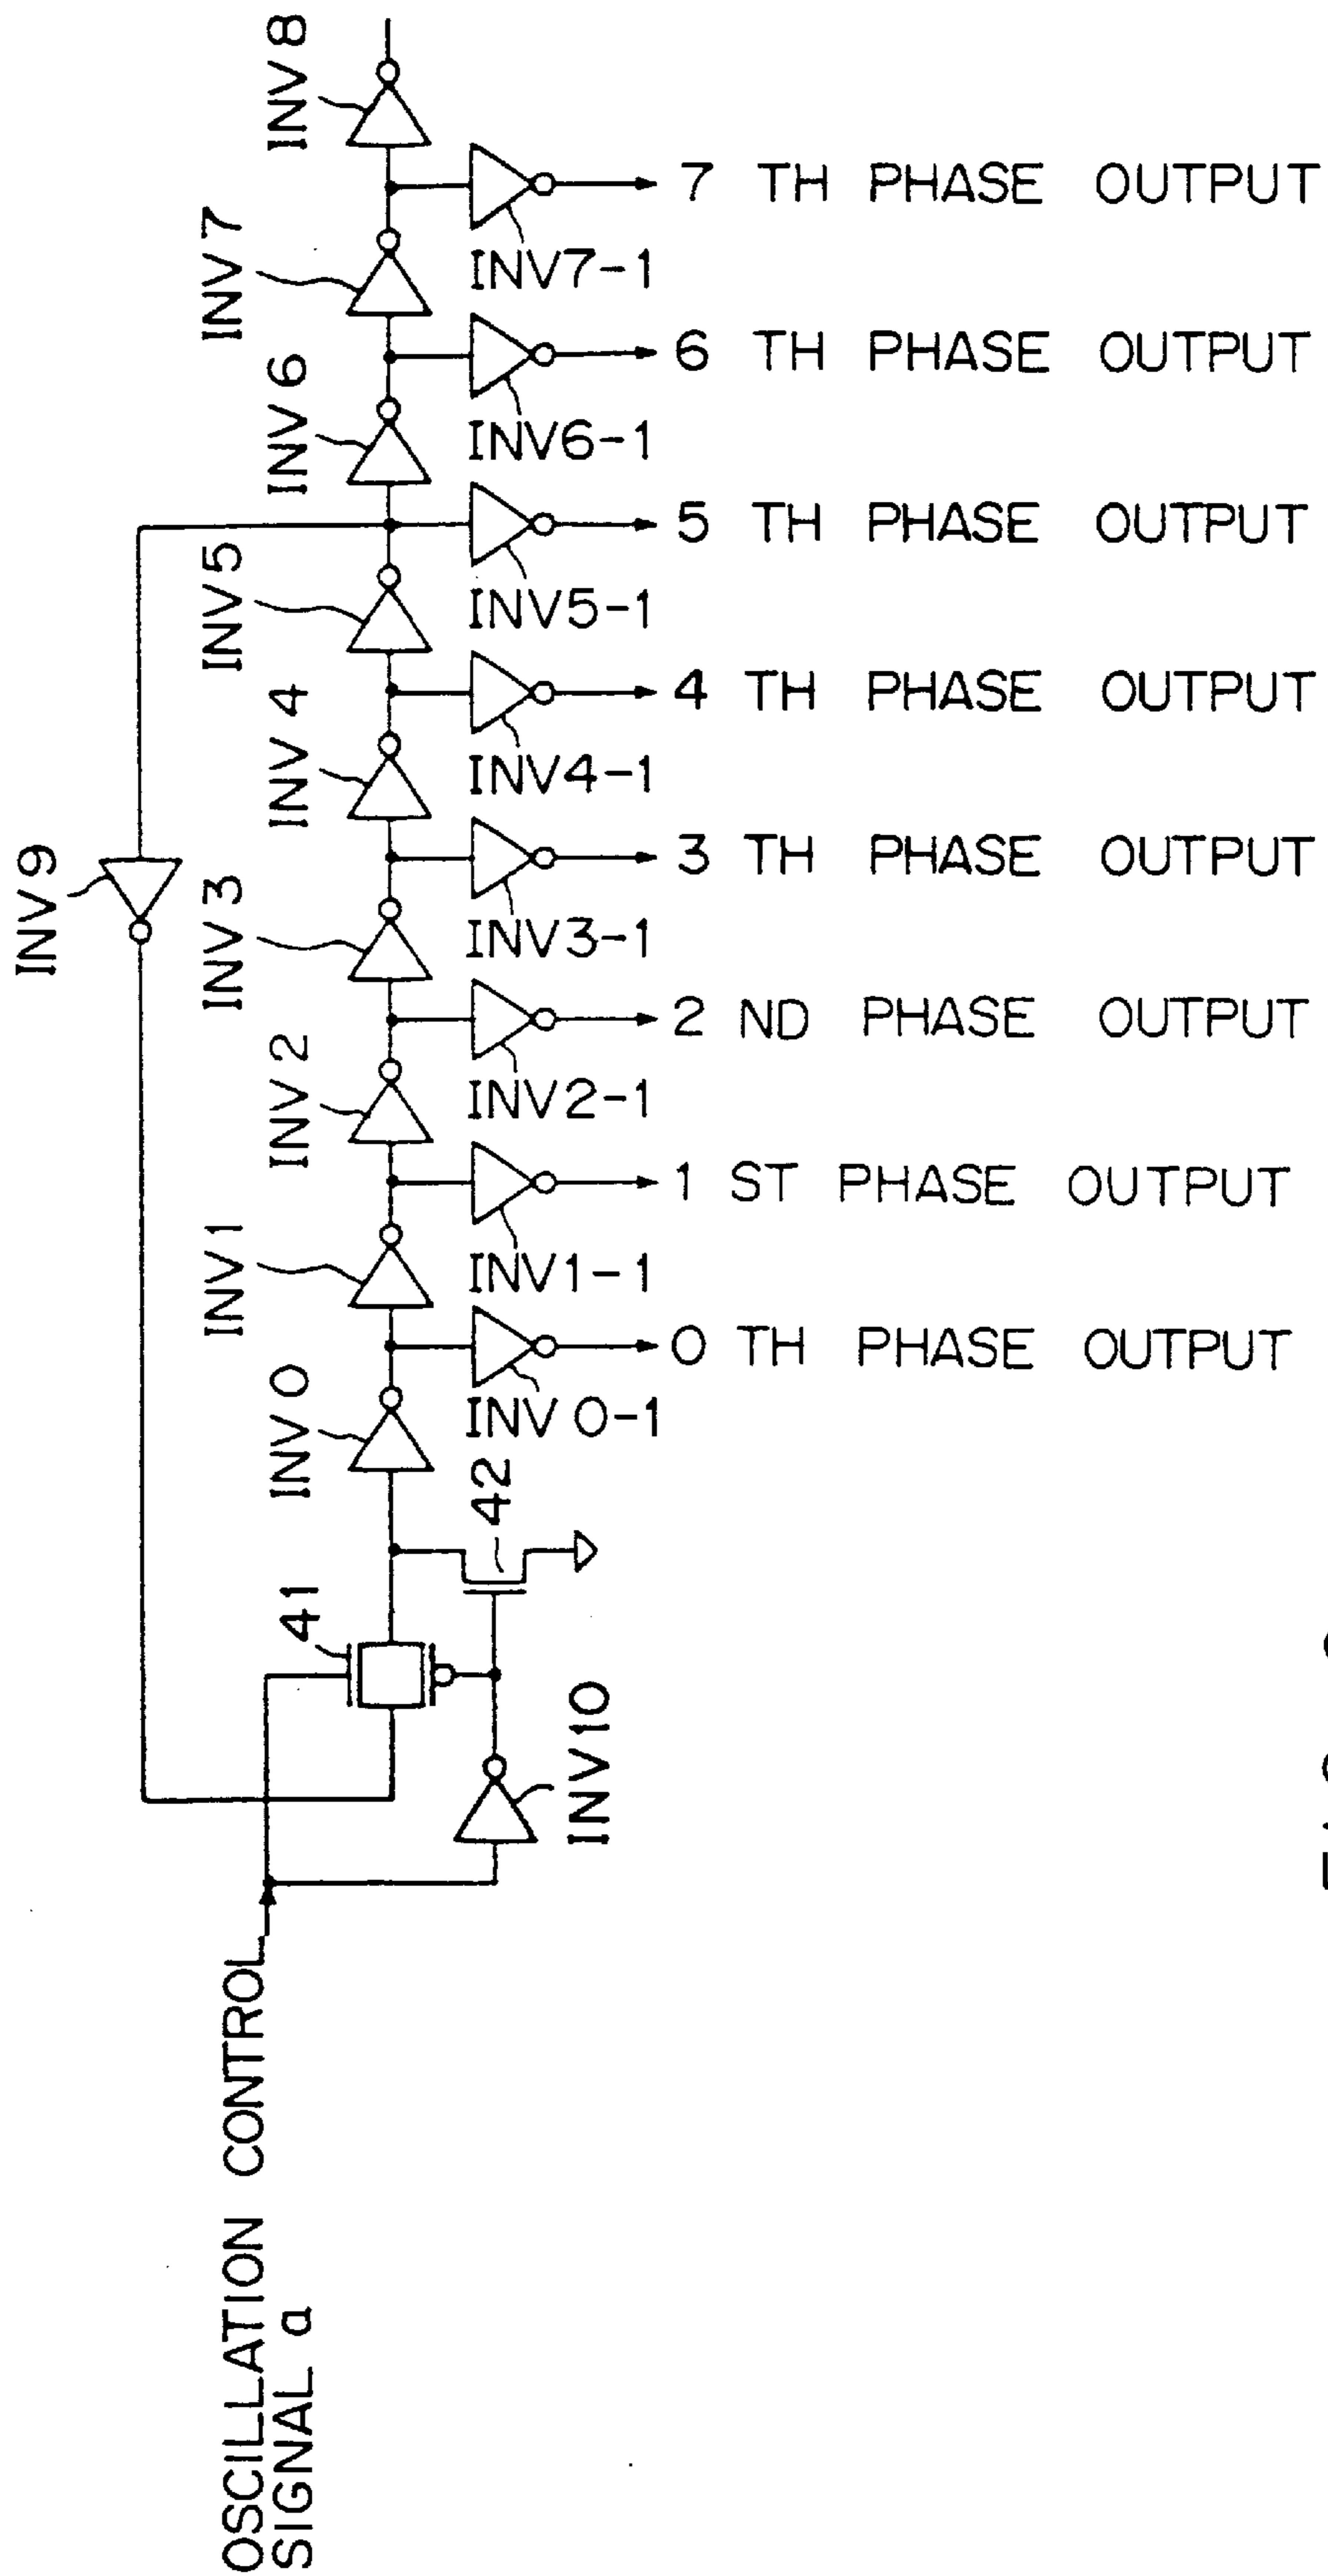 OSCILLATION CONTROL
SIGNAL a
41
42
INV10
INV9
INV0
INV1
INV2
INV3
INV4
INV5
INV6
INV7
INV8
INV0-1
INV1-1
INV2-1
INV3-1
INV4-1
INV5-1
INV6-1
INV7-1
0 TH PHASE OUTPUT
1 ST PHASE OUTPUT
2 ND PHASE OUTPUT
3 TH PHASE OUTPUT
4 TH PHASE OUTPUT
5 TH PHASE OUTPUT
6 TH PHASE OUTPUT
7 TH PHASE OUTPUT